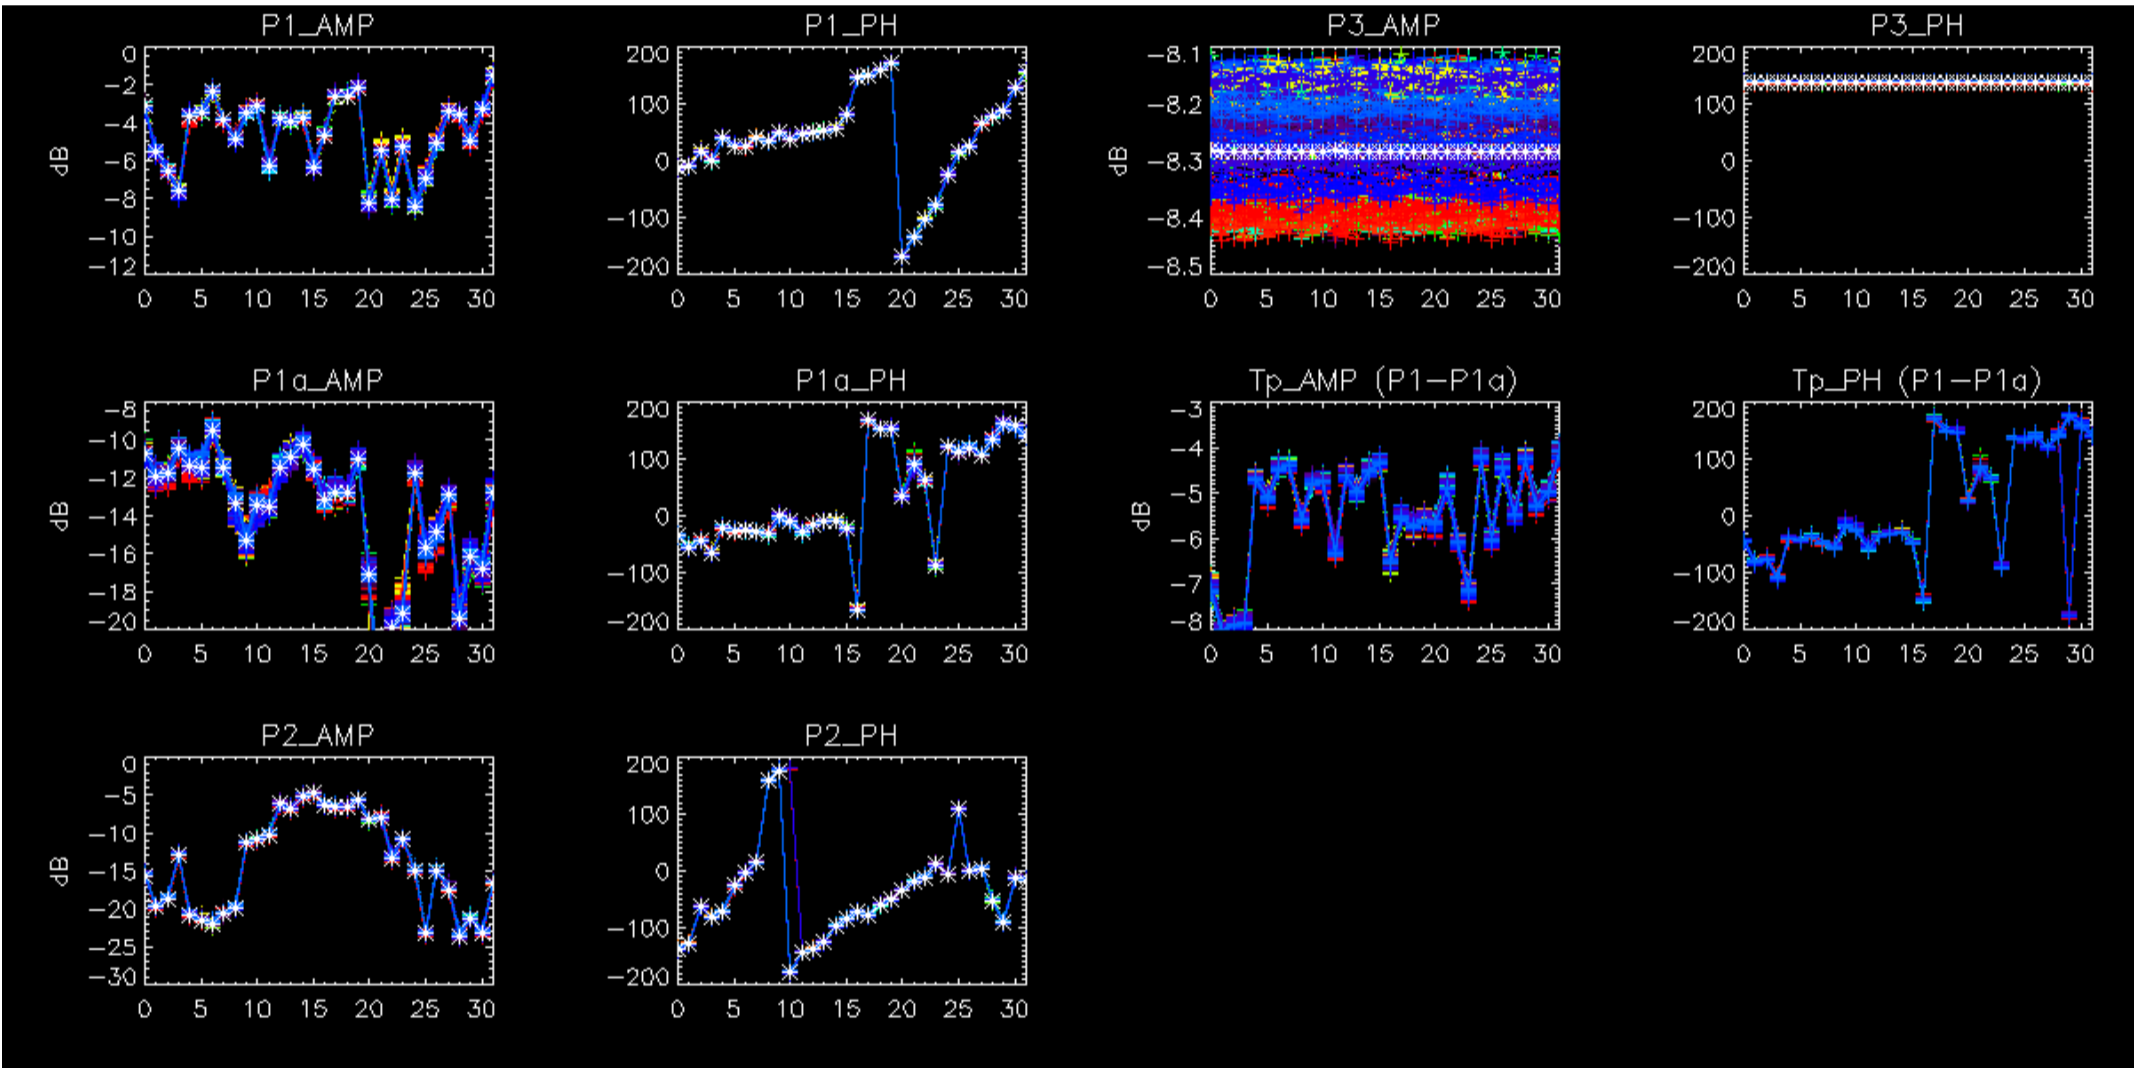 P1_AMP
0
−2
−4
−6
−8
−10
−12
dB
0 5 10 15 20 25 30
P1_PH
200
100
0
−100
−200
0 5 10 15 20 25 30
P3_AMP
−8.1
−8.2
−8.3
−8.4
−8.5
dB
0 5 10 15 20 25 30
P3_PH
200
100
0
−100
−200
0 5 10 15 20 25 30
P1a_AMP
−8
−10
−12
−14
−16
−18
−20
dB
0 5 10 15 20 25 30
P1a_PH
200
100
0
−100
−200
0 5 10 15 20 25 30
Tp_AMP (P1−P1a)
−3
−4
−5
−6
−7
−8
dB
0 5 10 15 20 25 30
Tp_PH (P1−P1a)
200
100
0
−100
−200
0 5 10 15 20 25 30
P2_AMP
0
−5
−10
−15
−20
−25
−30
dB
0 5 10 15 20 25 30
P2_PH
200
100
0
−100
−200
0 5 10 15 20 25 30